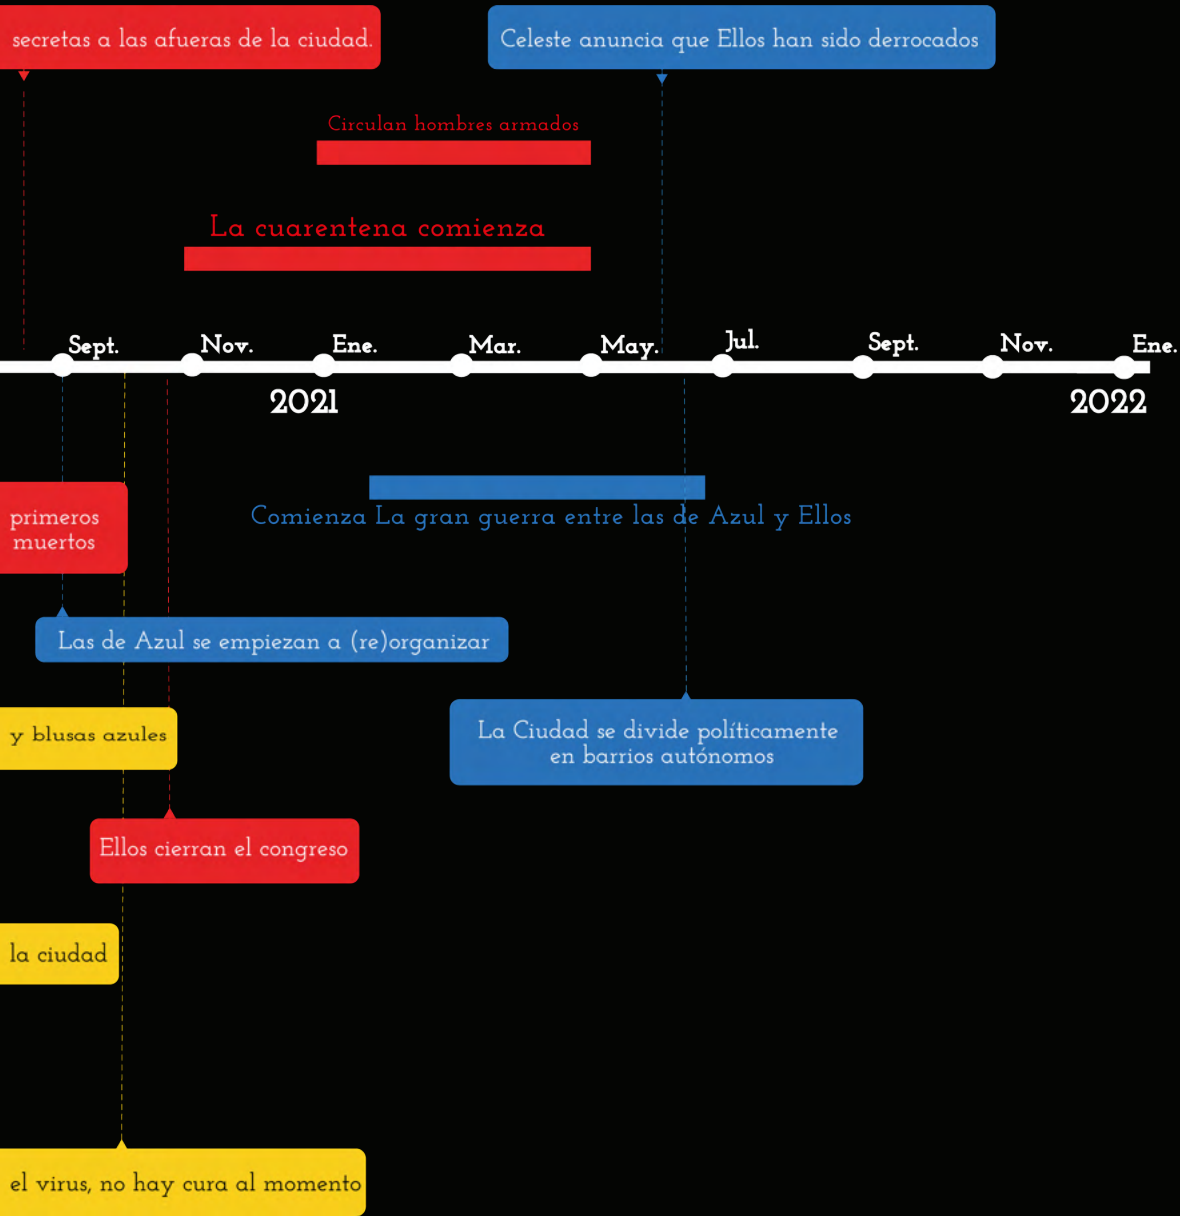 secretas a las afueras de la ciudad.
Celeste anuncia que Ellos han sido derrocados
Circulan hombres armados
La cuarentena comienza
Sept.
Nov.
Ene.
Mar.
May.
Jul.
Sept.
Nov.
Ene.
2021
2022
Comienza La gran guerra entre las de Azul y Ellos
primeros
muertos
Las de Azul se empiezan a (re)organizar
y blusas azules
La Ciudad se divide políticamente
en barrios autónomos
Ellos cierran el congreso
la ciudad
el virus, no hay cura al momento